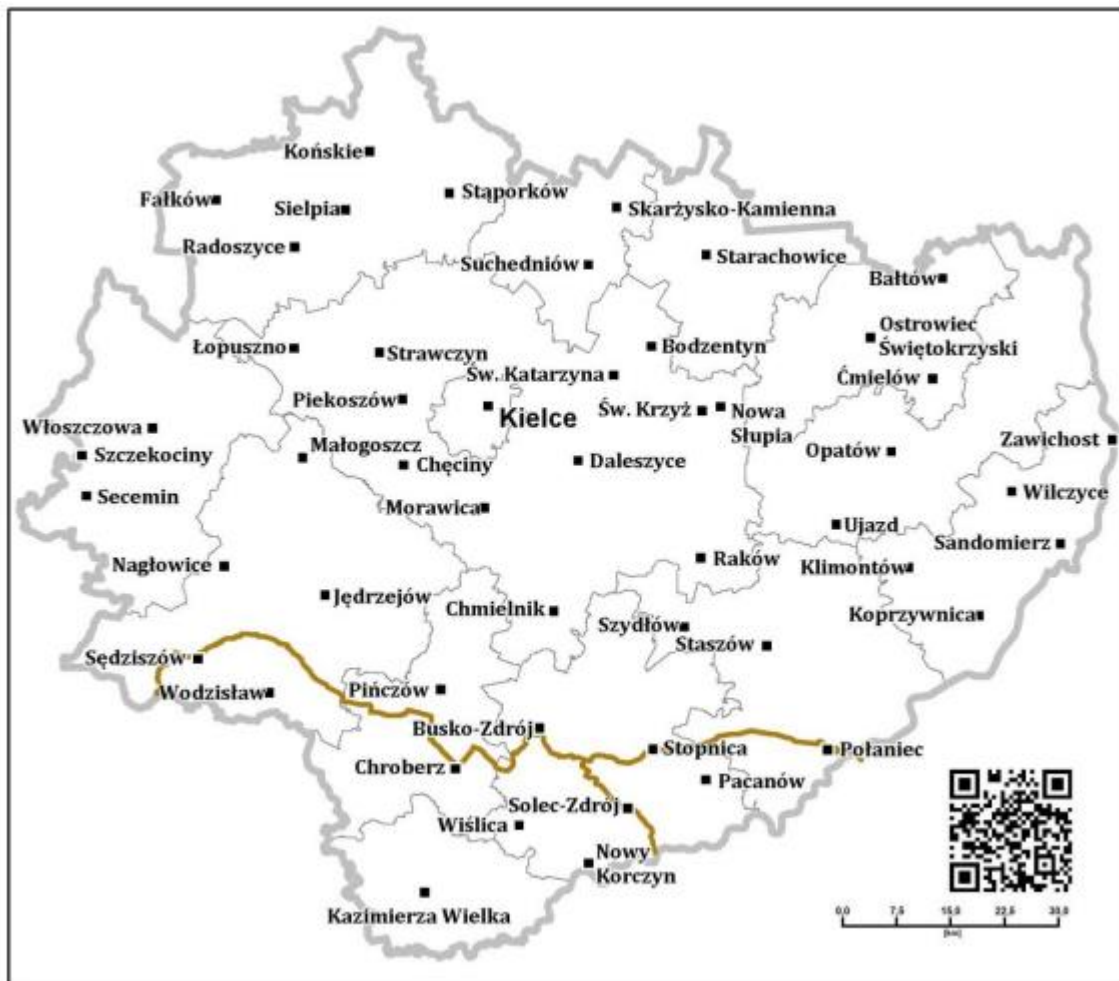 Końskie
Stąporków
Fałków
Sielpia
Skarżysko-Kamienna
Radoszyce
Suchedniów
Starachowice
Bałtów
Łopuszno
Strawczyn
Bodzentyn
Ostrowiec
Świętokrzyski
Św. Katarzyna
Ćmielów
Piekoszów
Kielce
Św. Krzyż
Nowa
Słupia
Włoszczowa
Małogoszcz
Zawichost
Szczekociny
Chęciny
Daleszyce
Opatów
Secemin
Morawica
Wilczyce
Ujazd
Sandomierz
Nagłowice
Raków
Klimontów
Jędrzejów
Chmielnik
Koprzywnica
Szydłów
Staszów
Sędziszów
Wodzisław
Pińczów
Busko-Zdrój
Stopnica
Połaniec
Chroberz
Pacanów
Solec-Zdrój
Wiślica
Nowy
Korczyn
Kazimierza Wielka
0,0 7,5 15,0 22,5 30,0
[km]